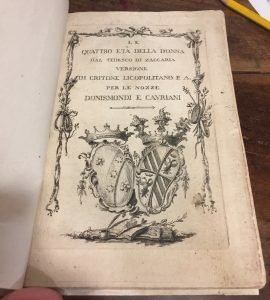 LE
QUATTRO ETÀ DELLA DONNA
DAL TEDESCO DI ZACCARIA
VERSIONE
DI CRITONE LICOPOLITANO P. A.
PER LE NOZZE
DONISMONDI E CAVRIANI